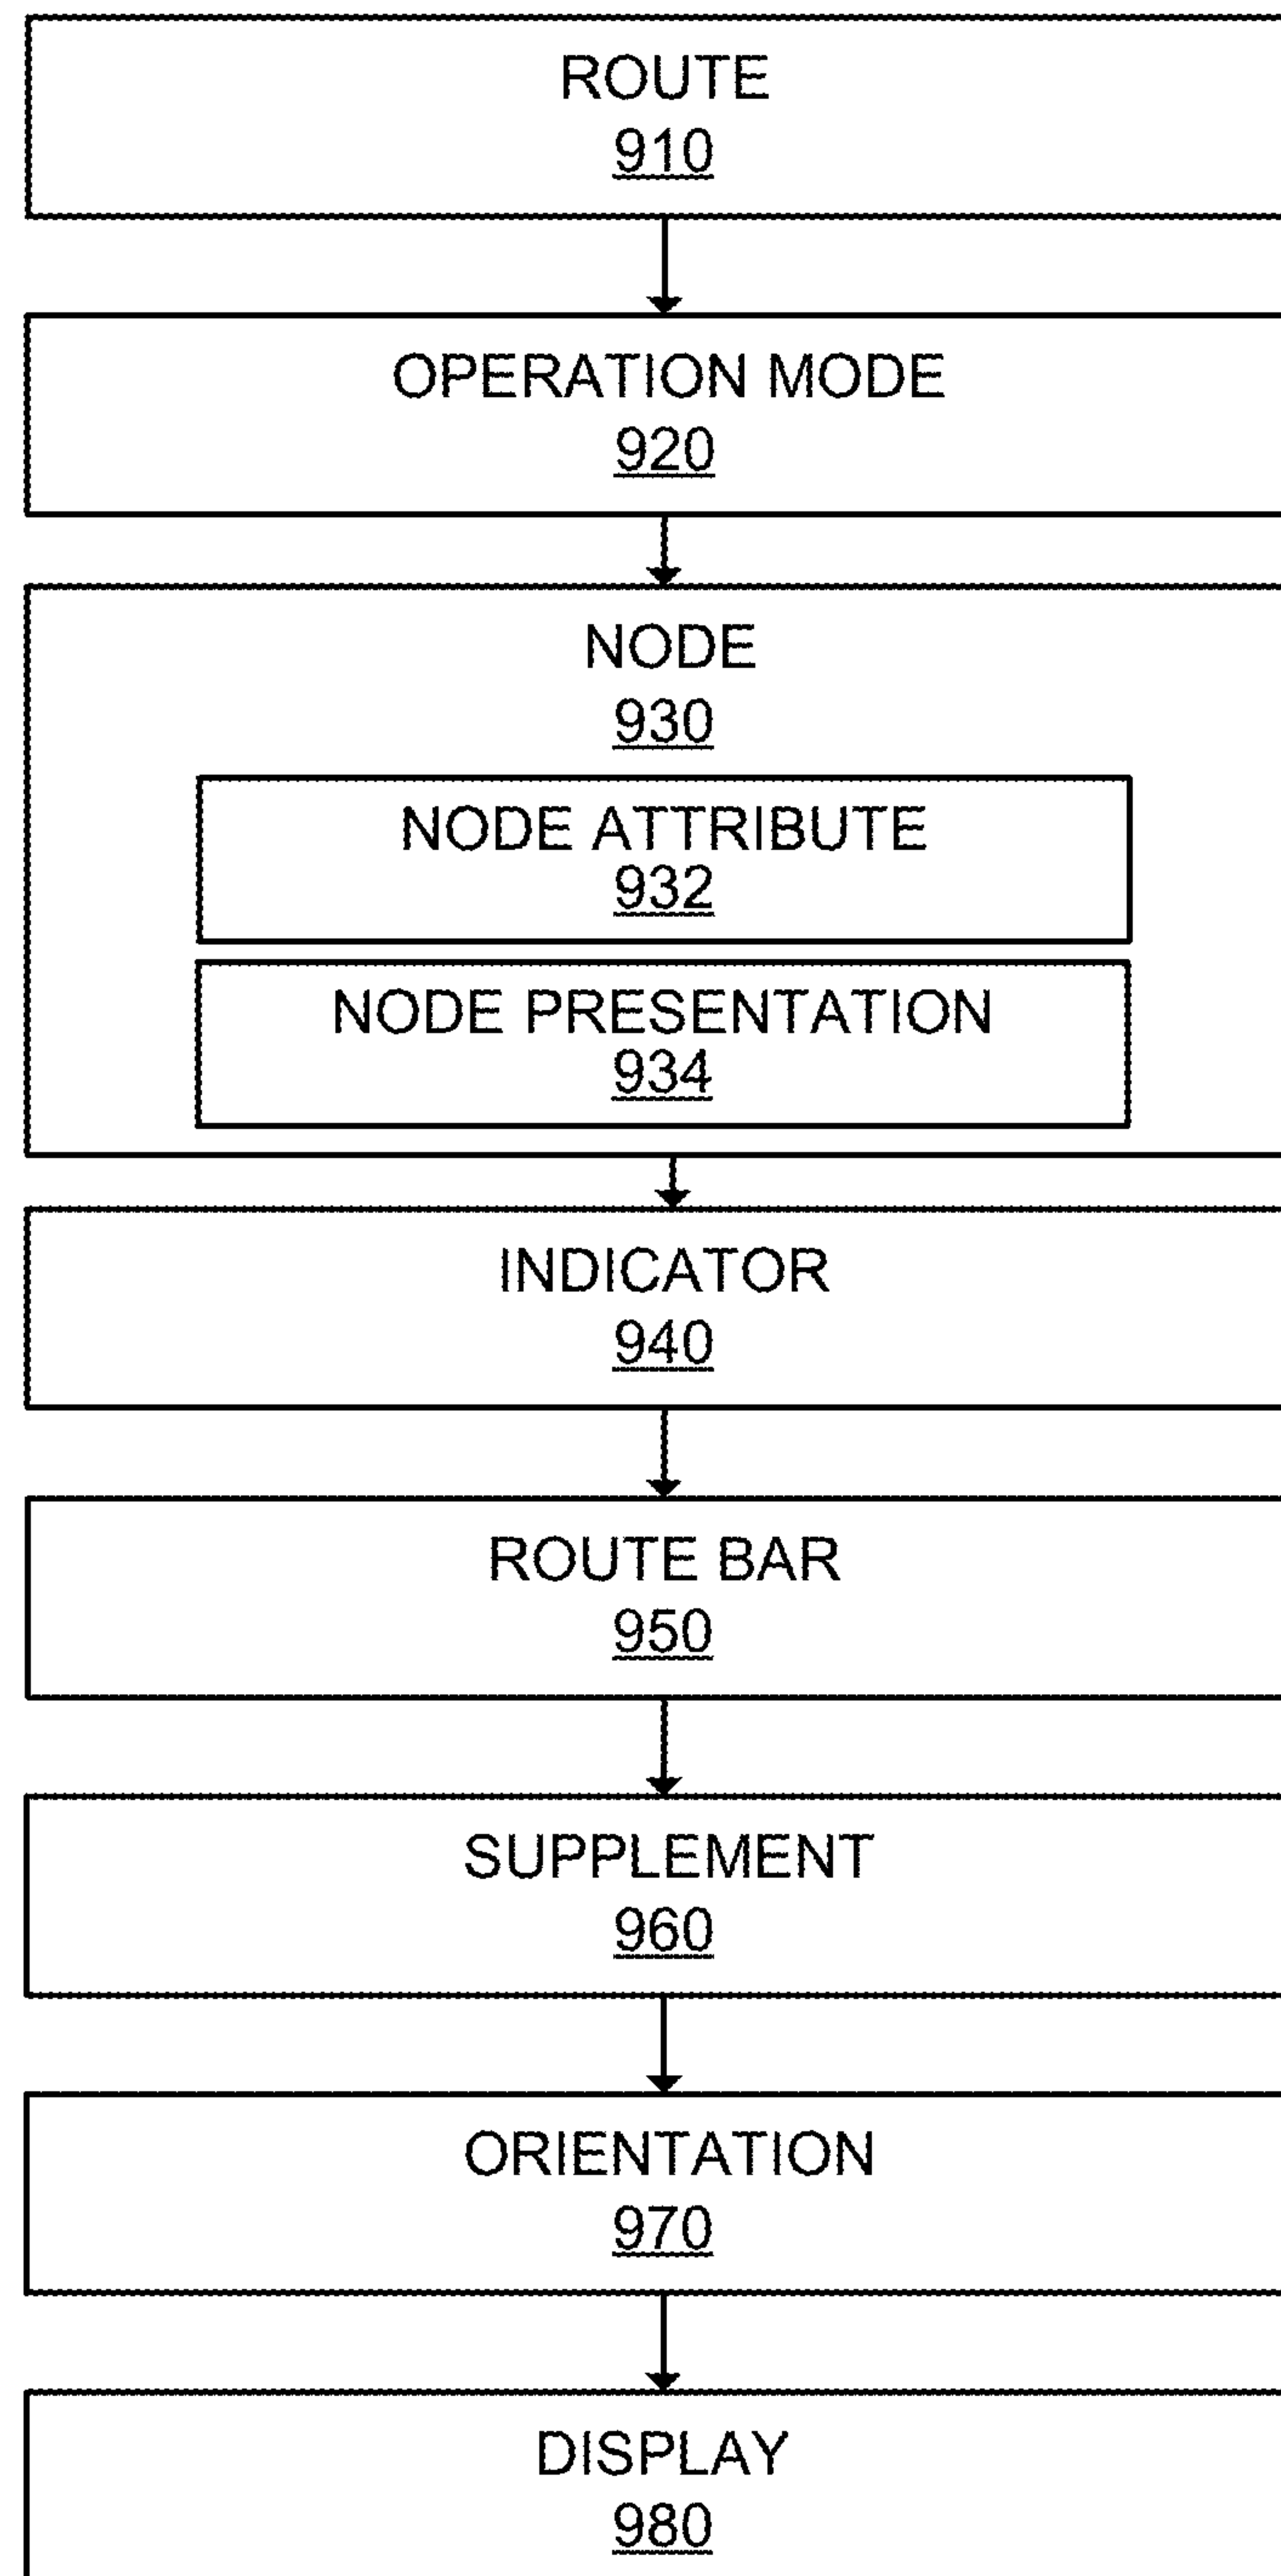 ROUTE
910
OPERATION MODE
920
NODE
930
NODE ATTRIBUTE
932
NODE PRESENTATION
934
INDICATOR
940
ROUTE BAR
950
SUPPLEMENT
960
ORIENTATION
970
DISPLAY
980